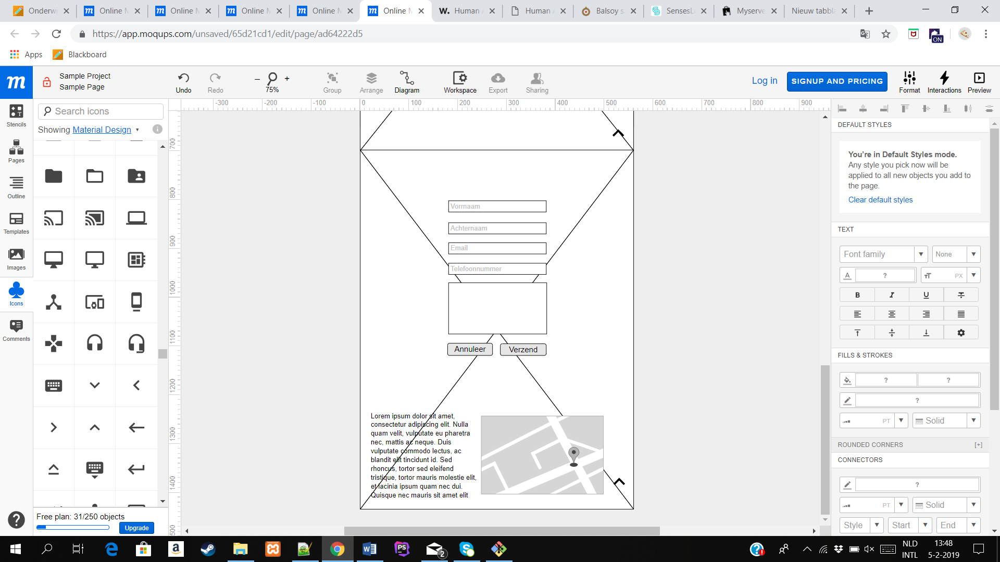 Onderwi
Online M
Online M
Online M
Online M
Online M
W. Human
Human
Balsoy s
SensesL
Myserve
Nieuw tabbl
https://app.moqups.com/unsaved/65d21cd1/edit/page/ad64222d5
ON
Apps
Blackboard
m
Sample Project
Sample Page
Undo
Redo
75%
Group
Arrange
Diagram
Workspace
Export
Sharing
Log in
SIGNUP AND PRICING
Format
Interactions
Preview
Stencils
Pages
Outline
Templates
Images
Icons
Comments
Search icons
Showing Material Design
-300
-200
-100
0
100
200
300
400
500
600
700
800
900
700
800
900
1000
1100
1200
1300
1400
500
Vorrnaam
Achternaam
Email
Telefoonnummer
Annuleer
Verzend
Lorem ipsum dolor sit amet,
consectetur adipiscing elit. Nulla
quam velit, vulputate eu pharetra
nec, mattis ac neque. Duis
vulputate commodo lectus, ac
blandit elit tincidunt id. Sed
rhoncus, tortor sed eleifend
tristique, tortor mauris molestie elit,
et lacinia ipsum quam nec dui.
Quisque nec mauris sit amet elit
DEFAULT STYLES
You're in Default Styles mode.
Any style you pick now will be
applied to all new objects you add to
the page.
Clear default styles
TEXT
Font family
None
A
?
TT
PX
B
I
U
FILLS & STROKES
?
?
?
PT
Solid
ROUNDED CORNERS
[+]
CONNECTORS
?
PT
Solid
Style
Start
End
Free plan: 31/250 objects
Upgrade
2
NLD
INTL
13:48
5-2-2019